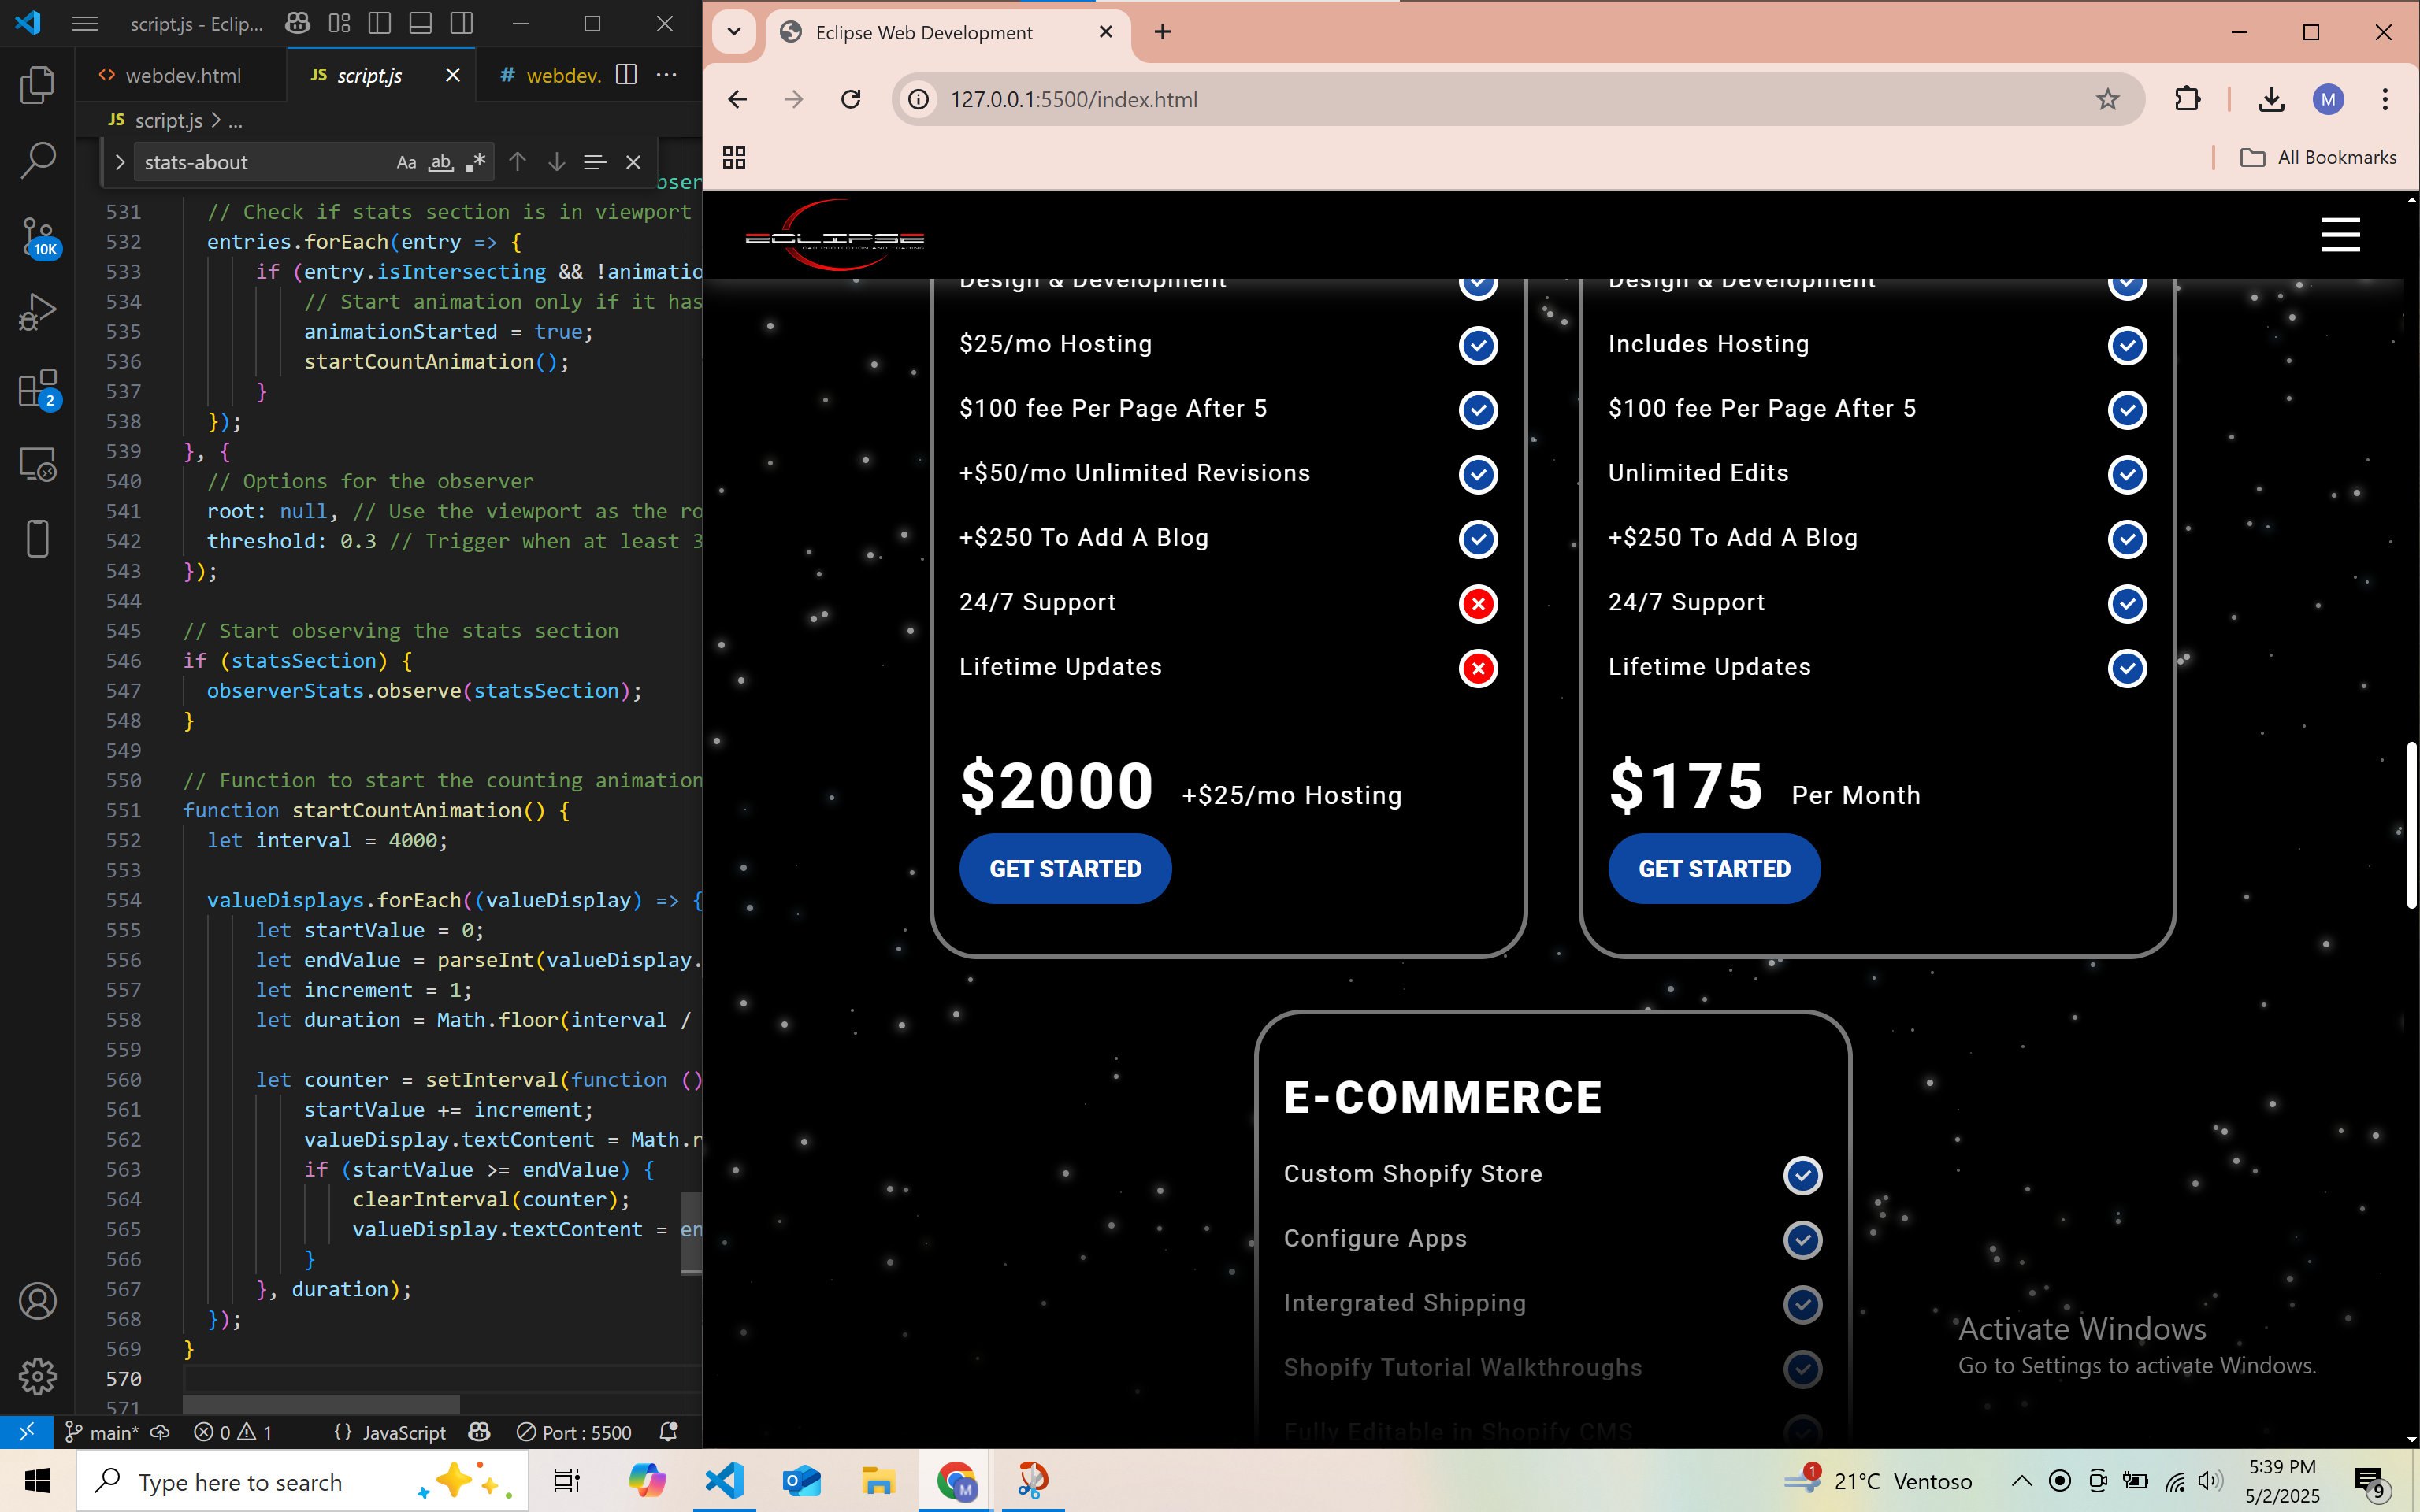 script.js - Eclip...
webdev.html
JS script.js
# webdev.
JS script.js > ...
stats-about
Aa ab .*
bser
531 // Check if stats section is in viewport
532 entries.forEach(entry => {
533 if (entry.isIntersecting && !animatio
534 // Start animation only if it has
535 animationStarted = true;
536 startCountAnimation();
537 }
538 });
539 }, {
540 // Options for the observer
541 root: null, // Use the viewport as the ro
542 threshold: 0.3 // Trigger when at least 3
543 });
544
545 // Start observing the stats section
546 if (statsSection) {
547 observerStats.observe(statsSection);
548 }
549
550 // Function to start the counting animation
551 function startCountAnimation() {
552 let interval = 4000;
553
554 valueDisplays.forEach((valueDisplay) => {
555 let startValue = 0;
556 let endValue = parseInt(valueDisplay.
557 let increment = 1;
558 let duration = Math.floor(interval /
559
560 let counter = setInterval(function ()
561 startValue += increment;
562 valueDisplay.textContent = Math.
563 if (startValue >= endValue) {
564 clearInterval(counter);
565 valueDisplay.textContent = en
566 }
567 }, duration);
568 });
569 }
570
571
10K
2
main*
0
1
{ } JavaScript
Port : 5500
Eclipse Web Development
127.0.0.1:5500/index.html
M
All Bookmarks
ECLIPSE
Design & Development
$25/mo Hosting
$100 fee Per Page After 5
+$50/mo Unlimited Revisions
+$250 To Add A Blog
24/7 Support
Lifetime Updates
$2000 +$25/mo Hosting
GET STARTED
Design & Development
Includes Hosting
$100 fee Per Page After 5
Unlimited Edits
+$250 To Add A Blog
24/7 Support
Lifetime Updates
$175 Per Month
GET STARTED
E-COMMERCE
Custom Shopify Store
Configure Apps
Intergrated Shipping
Shopify Tutorial Walkthroughs
Fully Editable in Shopify CMS
Activate Windows
Go to Settings to activate Windows.
Type here to search
M
1
21°C Ventoso
5:39 PM
5/2/2025
9